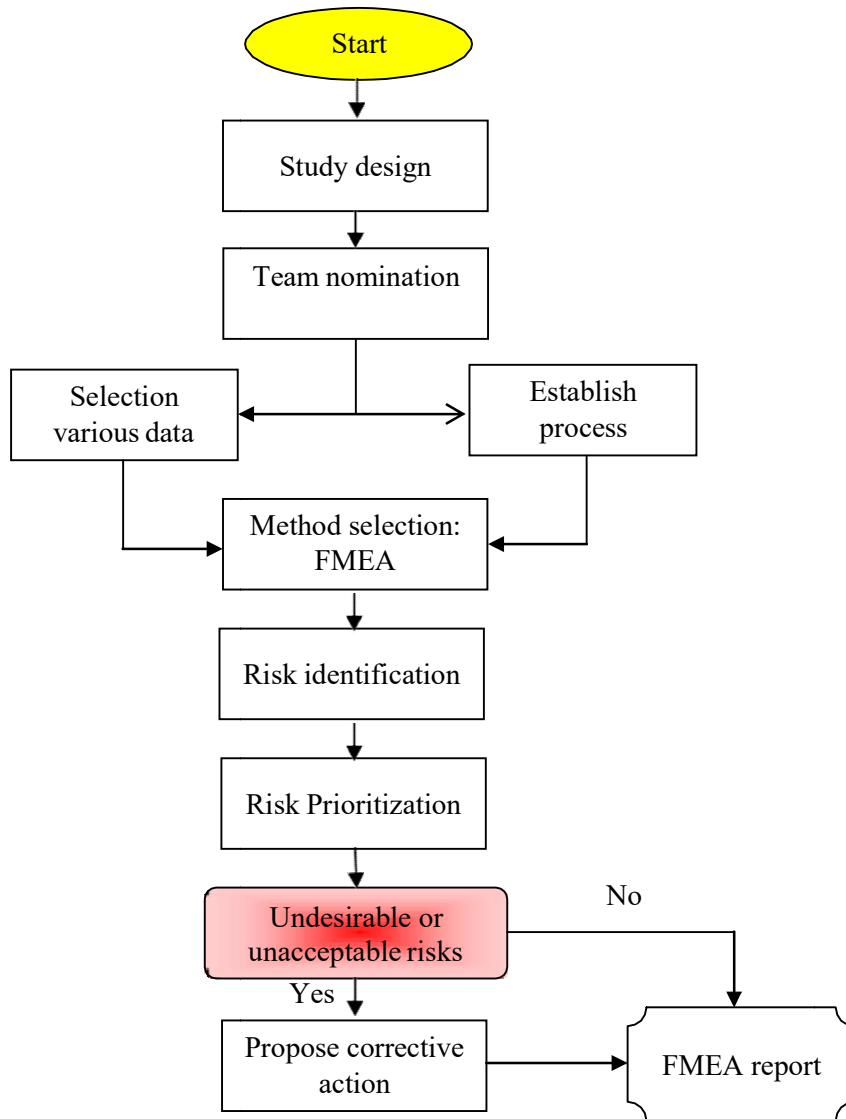 Start
Study design
Team nomination
Selection
various data
Establish
process
Method selection:
FMEA
Risk identification
Risk Prioritization
Undesirable or
unacceptable risks
No
Yes
Propose corrective
action
FMEA report